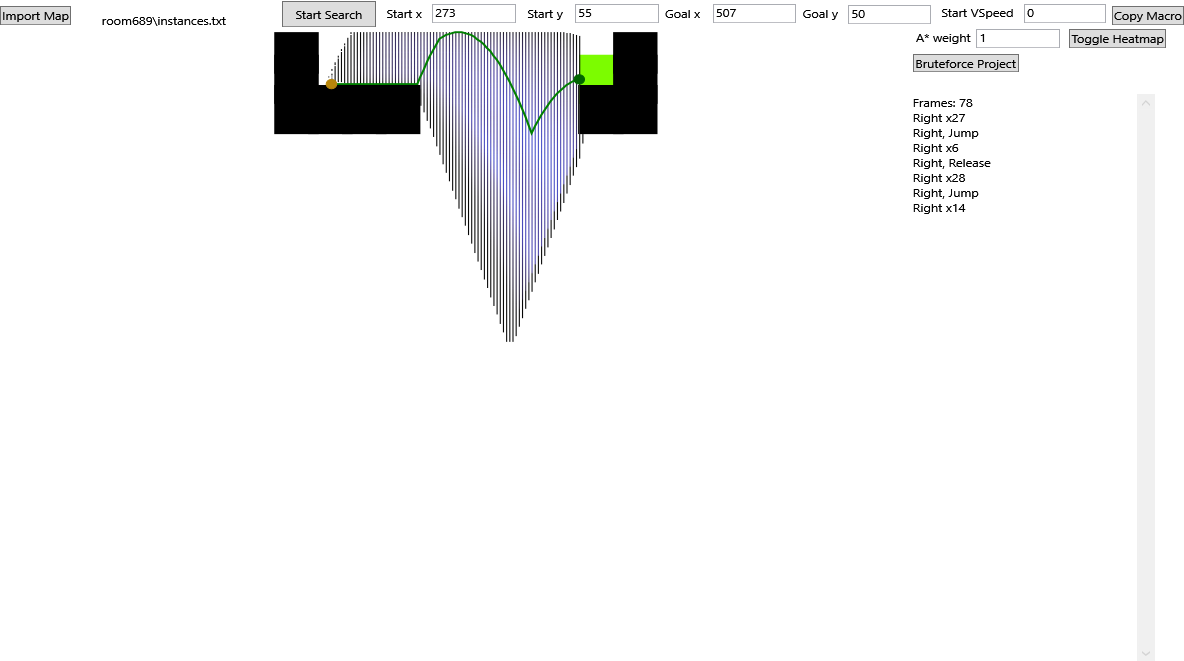 Import Map
room689\instances.txt
Start Search
Start x 273
Start y 55
Goal x 507
Goal y 50
Start VSpeed 0
Copy Macro
A* weight 1
Toggle Heatmap
Bruteforce Project
Frames: 78
Right x27
Right, Jump
Right x6
Right, Release
Right x28
Right, Jump
Right x14